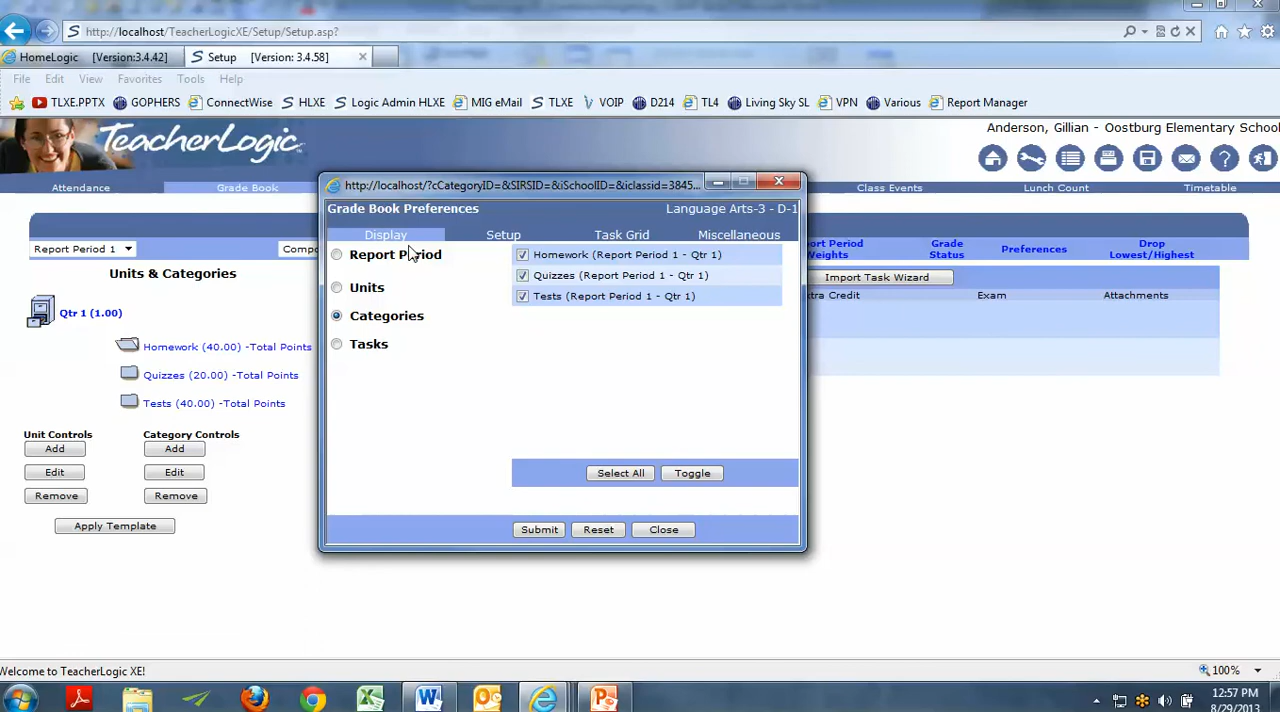 http://localhost/TeacherLogicXE/Setup/Setup.asp?
HomeLogic [Version:3.4.42]
Setup [Version: 3.4.58]
File Edit View Favorites Tools Help
TLXE.PPTX GOPHERS ConnectWise HLXE Logic Admin HLXE MIG eMail TLXE VOIP D214 TL4 Living Sky SL VPN Various Report Manager
TeacherLogic
Anderson, Gillian - Oostburg Elementary School
Attendance Grade Book Class Events Lunch Count Timetable
http://localhost/?cCategoryID=&SIRSID=&iSchoolID=&iclassid=3845...
Grade Book Preferences Language Arts-3 - D-1
Display Setup Task Grid Miscellaneous
Report Period
Units
Categories
Tasks
Homework (Report Period 1 - Qtr 1)
Quizzes (Report Period 1 - Qtr 1)
Tests (Report Period 1 - Qtr 1)
Select All Toggle
Submit Reset Close
Report Period 1
Units & Categories
Qtr 1 (1.00)
Homework (40.00) -Total Points
Quizzes (20.00) -Total Points
Tests (40.00) -Total Points
Unit Controls Category Controls
Add Add
Edit Edit
Remove Remove
Apply Template
Grade Status
Preferences
Drop Lowest/Highest
Import Task Wizard
Exam Attachments
Welcome to TeacherLogic XE!
100%
12:57 PM
8/29/2013